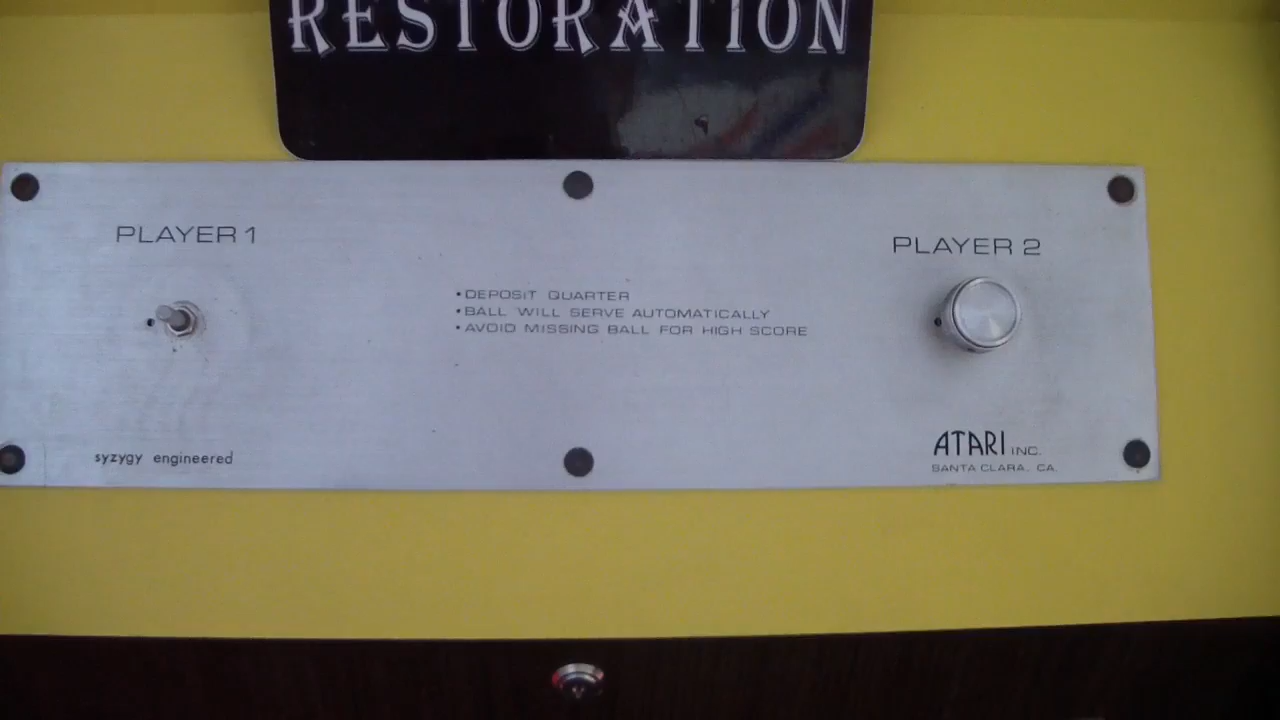 RESTORATION
PLAYER 1
PLAYER 2
•DEPOSIT QUARTER
•BALL WILL SERVE AUTOMATICALLY
•AVOID MISSING BALL FOR HIGH SCORE
syzygy engineered
ATARI INC.
SANTA CLARA, CA.